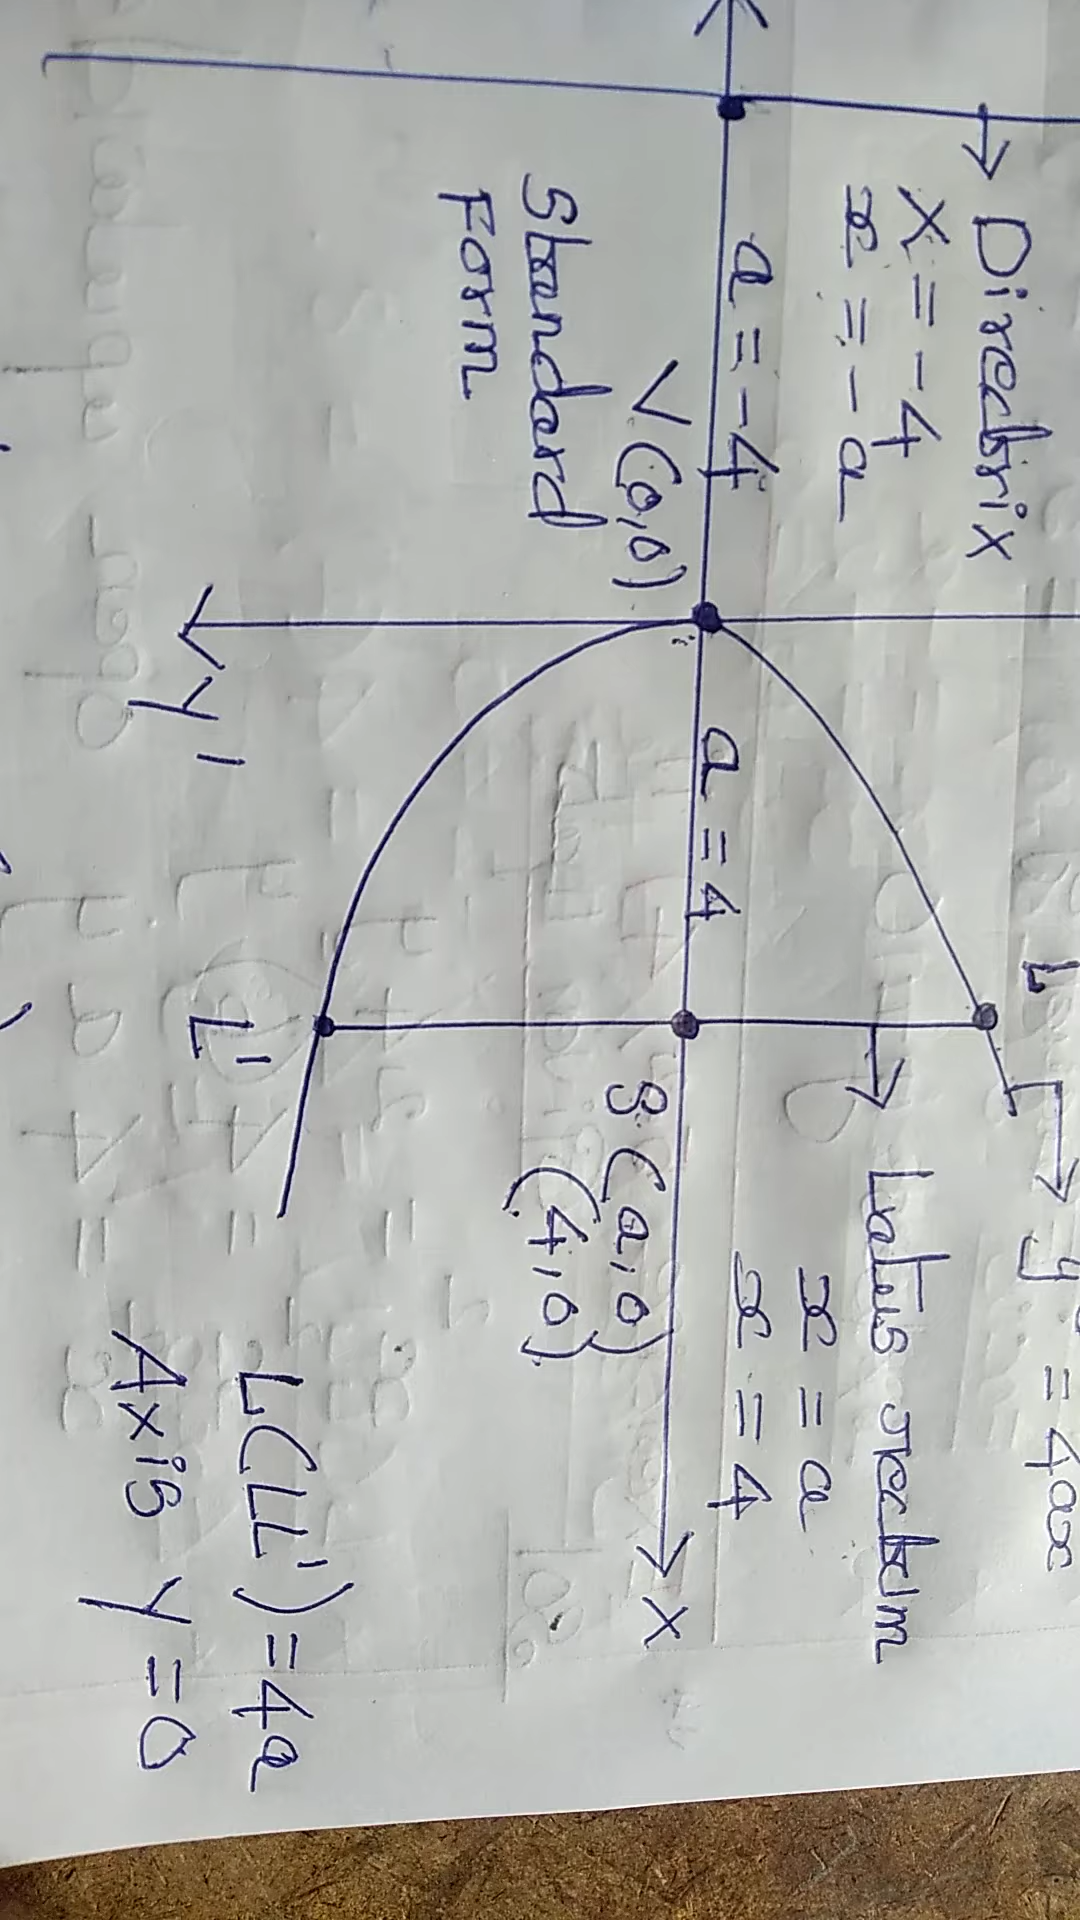 L
y² = 4ax
Directrix
X = -4
x = -a
Latus rectum
x = a
x = 4
a = -4
a = 4
X
V (0,0)
S (a,0)
(4,0)
Standard
Form
y'
L'
L(LL') = 4a
Axis y = 0